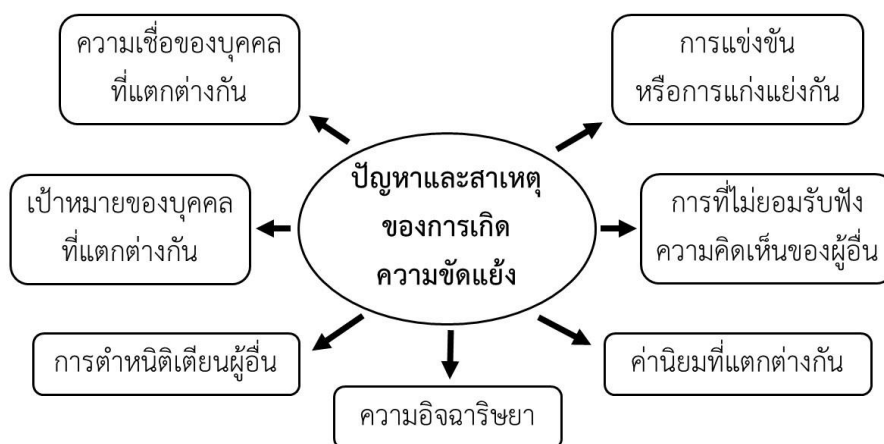 ความเชื่อของบุคคล
ที่แตกต่างกัน
การแข่งขัน
หรือการแก่งแย่งกัน
ปัญหาและสาเหตุ
ของการเกิด
ความขัดแย้ง
เป้าหมายของบุคคล
ที่แตกต่างกัน
การที่ไม่ยอมรับฟัง
ความคิดเห็นของผู้อื่น
การตำหนิติเตียนผู้อื่น
ค่านิยมที่แตกต่างกัน
ความอิจฉาริษยา